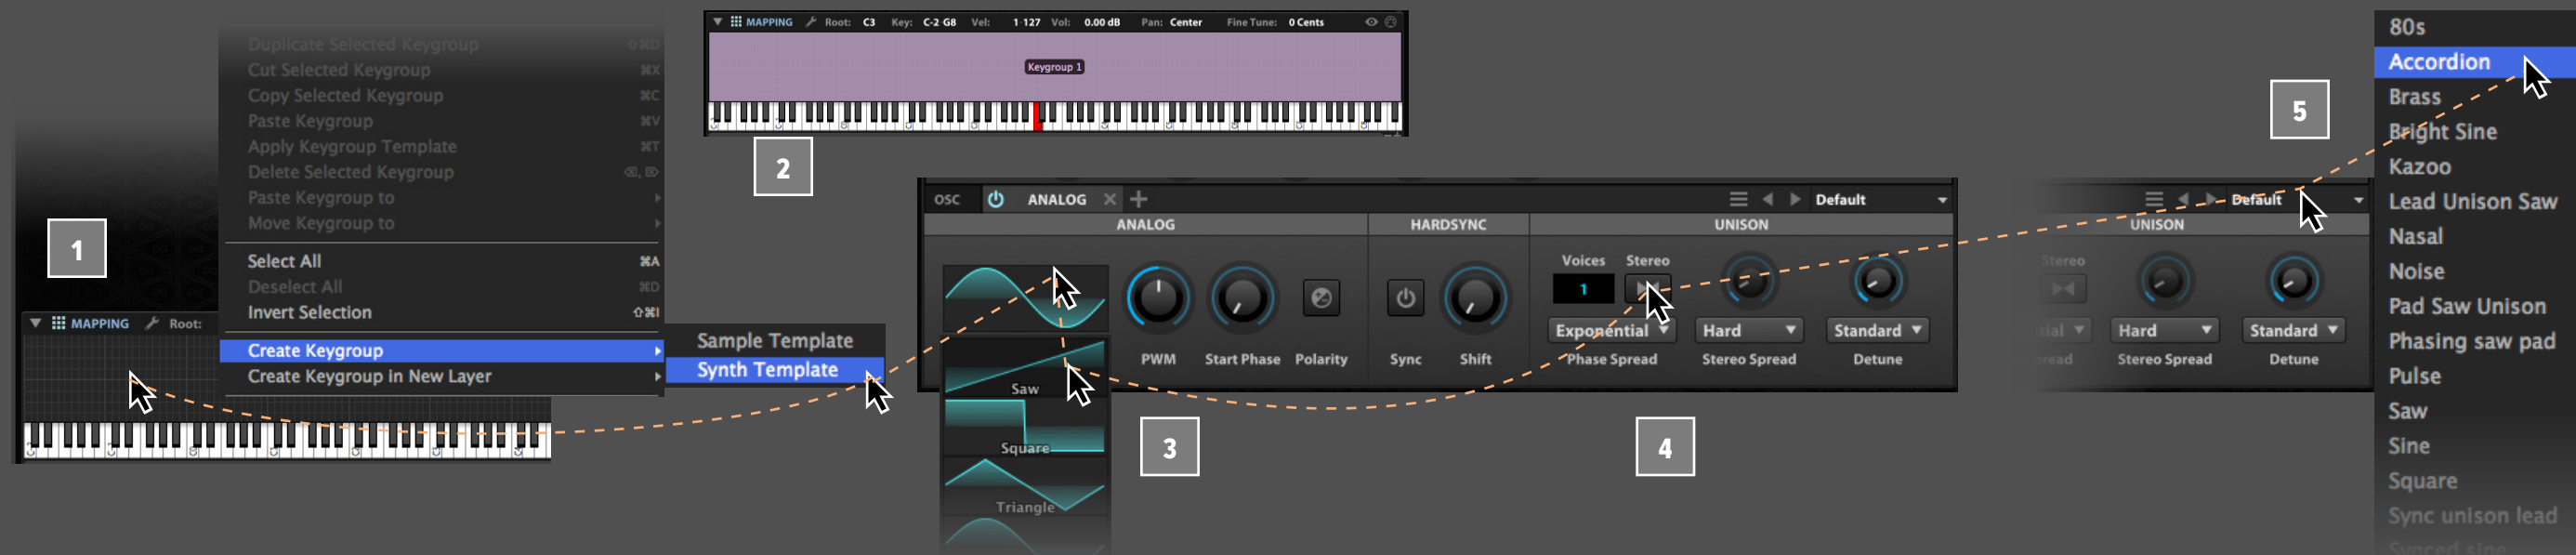 1
Duplicate Selected Keygroup ⇧⌘D
Cut Selected Keygroup ⌘X
Copy Selected Keygroup ⌘C
Paste Keygroup ⌘V
Apply Keygroup Template ⌘T
Delete Selected Keygroup ⌫, ⌦
Paste Keygroup to
Move Keygroup to
Select All ⌘A
Deselect All ⌘D
Invert Selection ⇧⌘I
Create Keygroup
Create Keygroup in New Layer
Sample Template
Synth Template
MAPPING Root:
MAPPING Root: C3 Key: C-2 G8 Vel: 1 127 Vol: 0.00 dB Pan: Center Fine Tune: 0 Cents
Keygroup 1
2
OSC ANALOG Default
ANALOG HARDSYNC UNISON
Voices Stereo
1
Exponential Hard Standard
PWM Start Phase Polarity Sync Shift Phase Spread Stereo Spread Detune
Saw
Square
Triangle
3
4
5
Default
UNISON
Stereo
Hard Standard
Stereo Spread Detune
80s
Accordion
Brass
Bright Sine
Kazoo
Lead Unison Saw
Nasal
Noise
Pad Saw Unison
Phasing saw pad
Pulse
Saw
Sine
Square
Sync unison lead
Synced sine